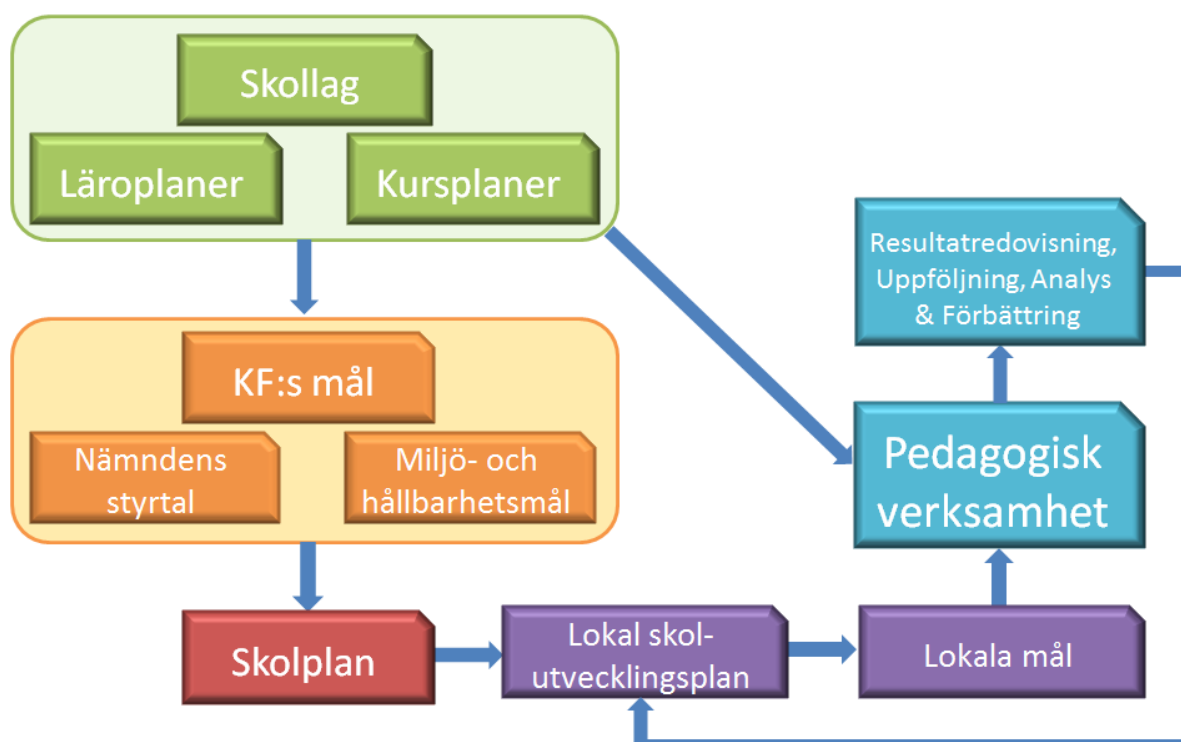 Skollag
Läroplaner
Kursplaner
KF:s mål
Nämndens
styrtal
Miljö- och
hållbarhetsmål
Skolplan
Lokal skol-
utvecklingsplan
Lokala mål
Pedagogisk
verksamhet
Resultatredovisning,
Uppföljning, Analys
& Förbättring